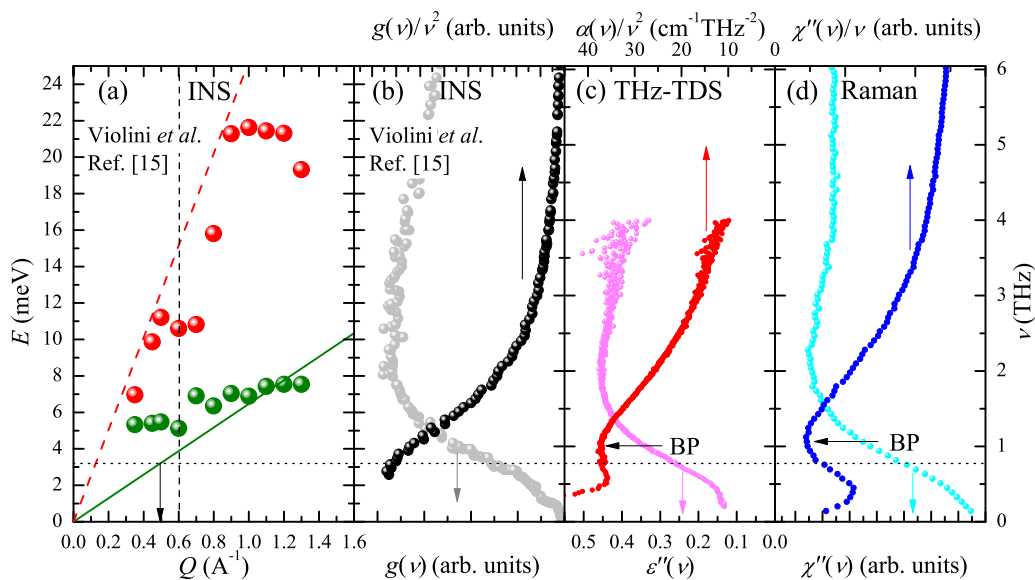 g(ν)/ν² (arb. units)
α(ν)/ν² (cm⁻¹THz⁻²)
χ′′(ν)/ν (arb. units)
40 30 20 10 0
24
22
20
18
16
14
12
10
8
6
4
2
0
E (meV)
(a) INS
Violini et al.
Ref. [15]
(b) INS
Violini et al.
Ref. [15]
(c) THz-TDS
BP
(d) Raman
BP
6
5
4
3
2
1
0
ν (THz)
0.0 0.2 0.4 0.6 0.8 1.0 1.2 1.4 1.6
0.5 0.4 0.3 0.2 0.1 0.0
Q (A⁻¹)
g(ν) (arb. units)
ε′′(ν)
χ′′(ν) (arb. units)